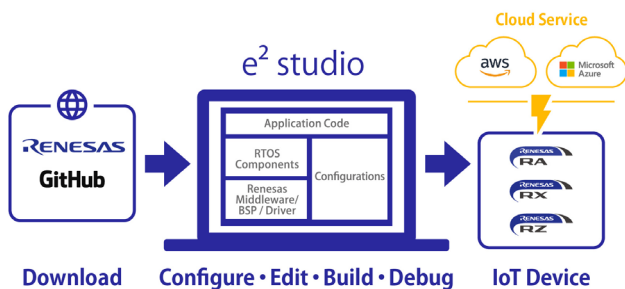 Cloud Service
aws
Microsoft
Azure
e² studio
RENESAS
GitHub
Application Code
RTOS
Components
Renesas
Middleware/
BSP / Driver
Configurations
RENESAS
RA
RENESAS
RX
RENESAS
RZ
Download
Configure • Edit • Build • Debug
IoT Device